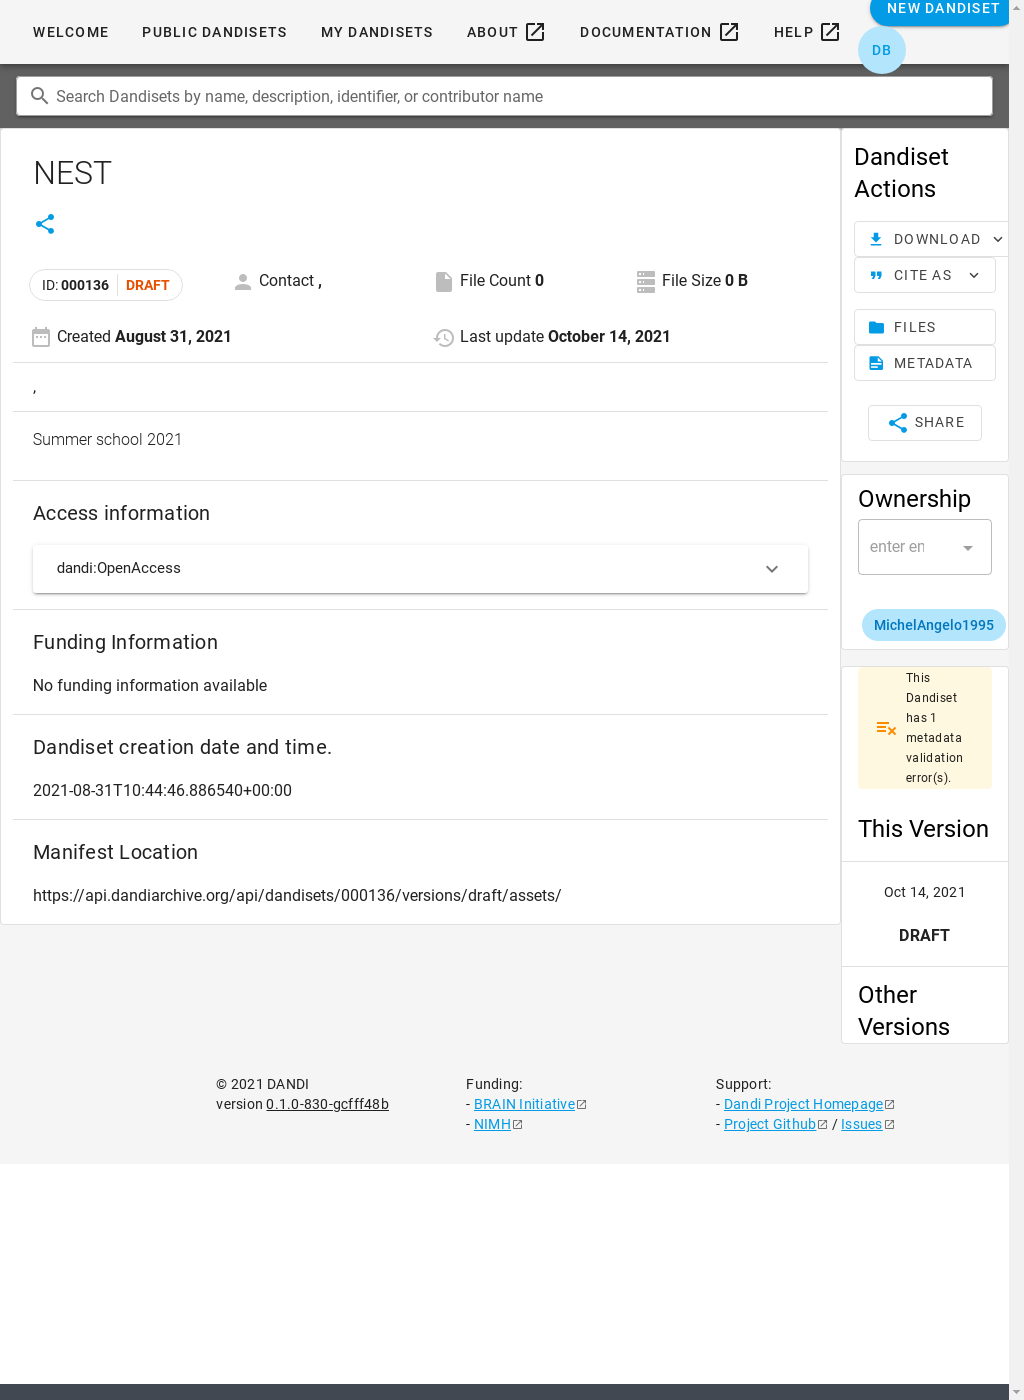 WELCOME PUBLIC DANDISETS MY DANDISETS ABOUT DOCUMENTATION HELP NEW DANDISET
DB
Search Dandisets by name, description, identifier, or contributor name
NEST
ID: 000136 DRAFT
Contact ,
File Count 0
File Size 0 B
Created August 31, 2021
Last update October 14, 2021
,
Summer school 2021
Access information
dandi:OpenAccess
Funding Information
No funding information available
Dandiset creation date and time.
2021-08-31T10:44:46.886540+00:00
Manifest Location
https://api.dandiarchive.org/api/dandisets/000136/versions/draft/assets/
Dandiset
Actions
DOWNLOAD
CITE AS
FILES
METADATA
SHARE
Ownership
enter en
MichelAngelo1995
This
Dandiset
has 1
metadata
validation
error(s).
This Version
Oct 14, 2021
DRAFT
Other
Versions
© 2021 DANDI
version 0.1.0-830-gcfff48b
Funding:
- BRAIN Initiative
- NIMH
Support:
- Dandi Project Homepage
- Project Github / Issues